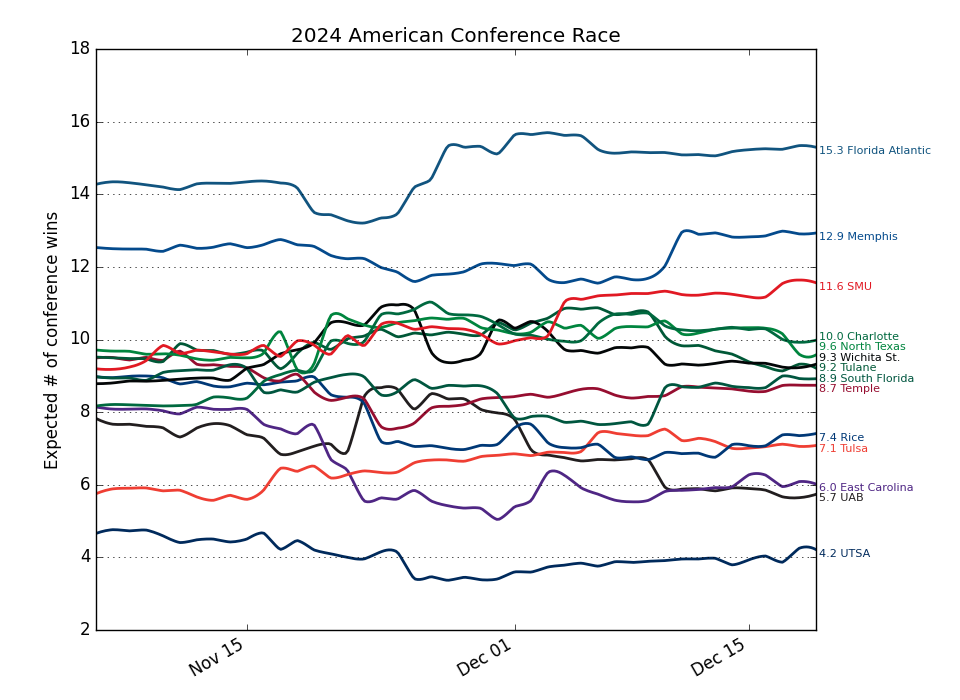 2024 American Conference Race
Expected # of conference wins
18
16
14
12
10
8
6
4
2
Nov 15
Dec 01
Dec 15
15.3 Florida Atlantic
12.9 Memphis
11.6 SMU
10.0 Charlotte
9.6 North Texas
9.3 Wichita St.
9.2 Tulane
8.9 South Florida
8.7 Temple
7.4 Rice
7.1 Tulsa
6.0 East Carolina
5.7 UAB
4.2 UTSA